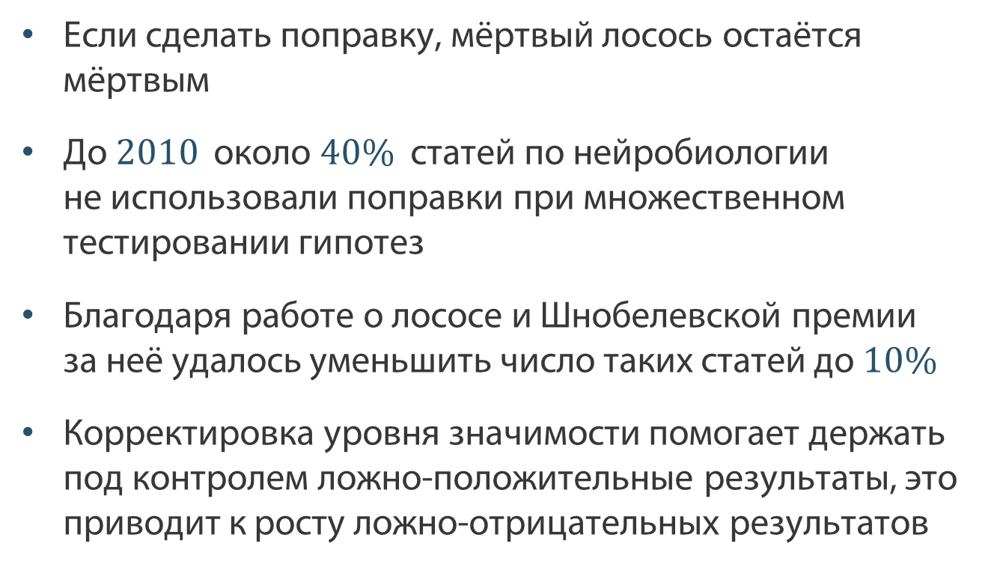 • Если сделать поправку, мёртвый лосось остаётся
мёртвым
• До 2010 около 40% статей по нейробиологии
не использовали поправки при множественном
тестировании гипотез
• Благодаря работе о лососе и Шнобелевской премии
за неё удалось уменьшить число таких статей до 10%
• Корректировка уровня значимости помогает держать
под контролем ложно-положительные результаты, это
приводит к росту ложно-отрицательных результатов